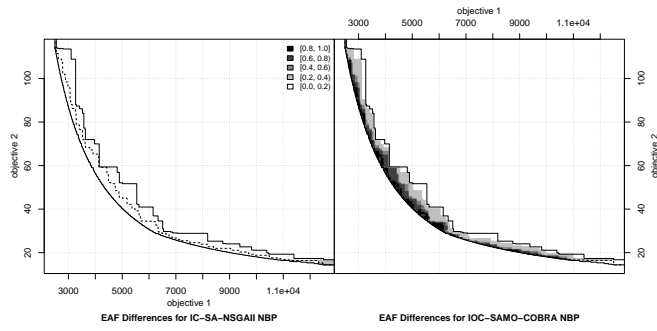 objective 1
3000 5000 7000 9000 1.1e+04
[0.8, 1.0]
[0.6, 0.8)
[0.4, 0.6)
[0.2, 0.4)
[0.0, 0.2)
objective 2
100
80
60
40
20
3000 5000 7000 9000 1.1e+04
objective 1
objective 2
100
80
60
40
20
EAF Differences for IC-SA-NSGAII NBP
EAF Differences for IOC-SAMO-COBRA NBP